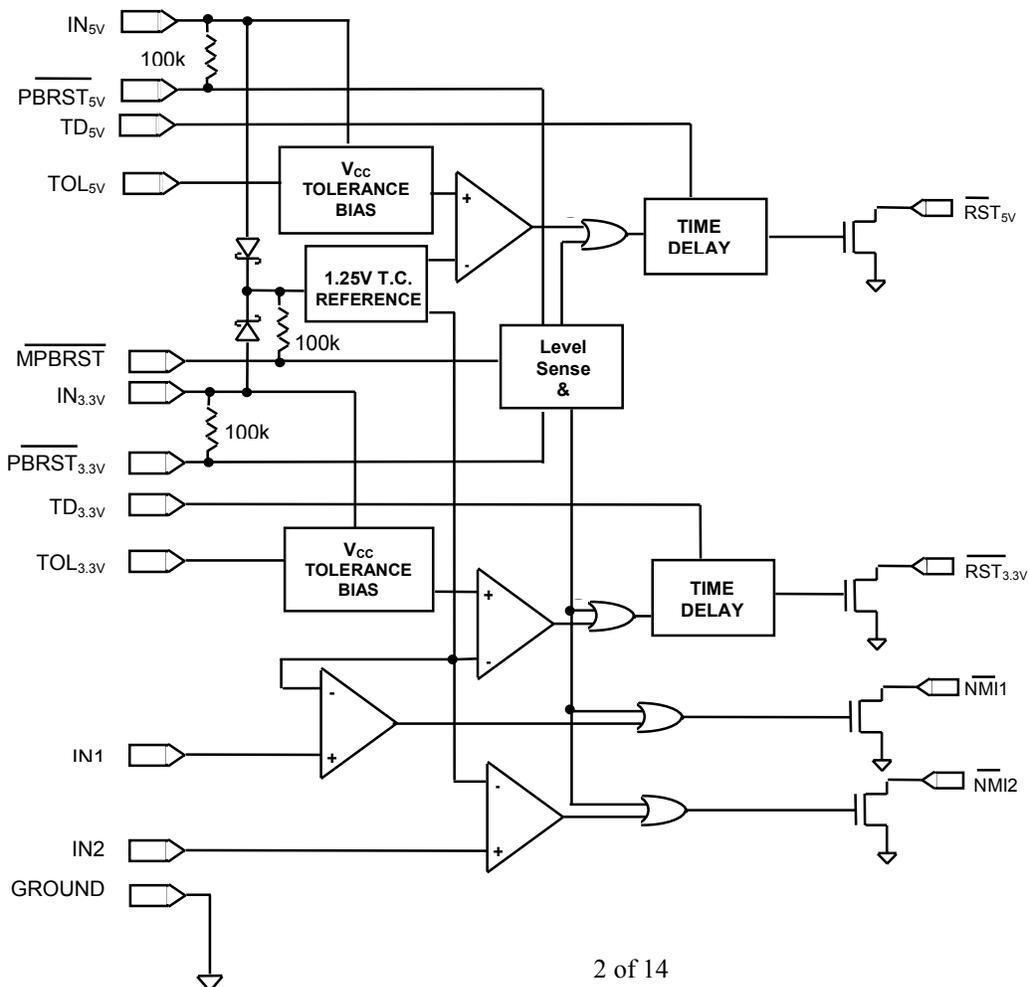 IN5V
100k
PBRST5V
TD5V
TOL5V
VCC
TOLERANCE
BIAS
+
-
TIME
DELAY
RST5V
1.25V T.C.
REFERENCE
100k
MPBRST
Level
Sense
&
IN3.3V
100k
PBRST3.3V
TD3.3V
TOL3.3V
VCC
TOLERANCE
BIAS
+
-
TIME
DELAY
RST3.3V
-
+
NMI1
IN1
-
+
NMI2
IN2
GROUND
2 of 14